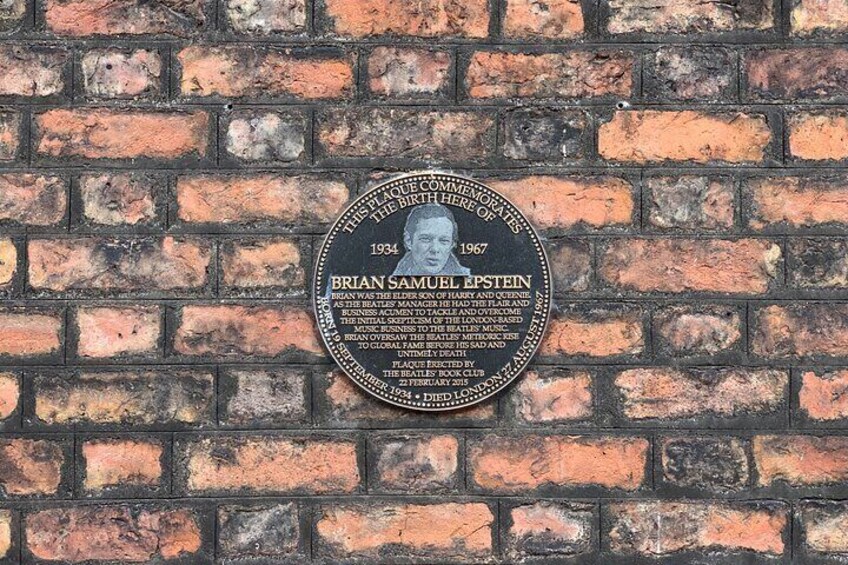 THIS PLAQUE COMMEMORATES
THE BIRTH HERE OF
1934 1967
BRIAN SAMUEL EPSTEIN
BRIAN WAS THE ELDER SON OF HARRY AND QUEENIE.
AS THE BEATLES' MANAGER HE HAD THE FLAIR AND
BUSINESS ACUMEN TO TACKLE AND OVERCOME
THE INITIAL SKEPTICISM OF THE LONDON-BASED
MUSIC BUSINESS TO THE BEATLES' MUSIC.
BRIAN OVERSAW THE BEATLES' METEORIC RISE
TO GLOBAL FAME BEFORE HIS SAD AND
UNTIMELY DEATH
PLAQUE ERECTED BY
THE BEATLES' BOOK CLUB
22 FEBRUARY 2015
BORN SEPTEMBER 1934 • DIED LONDON 27 AUGUST 1967